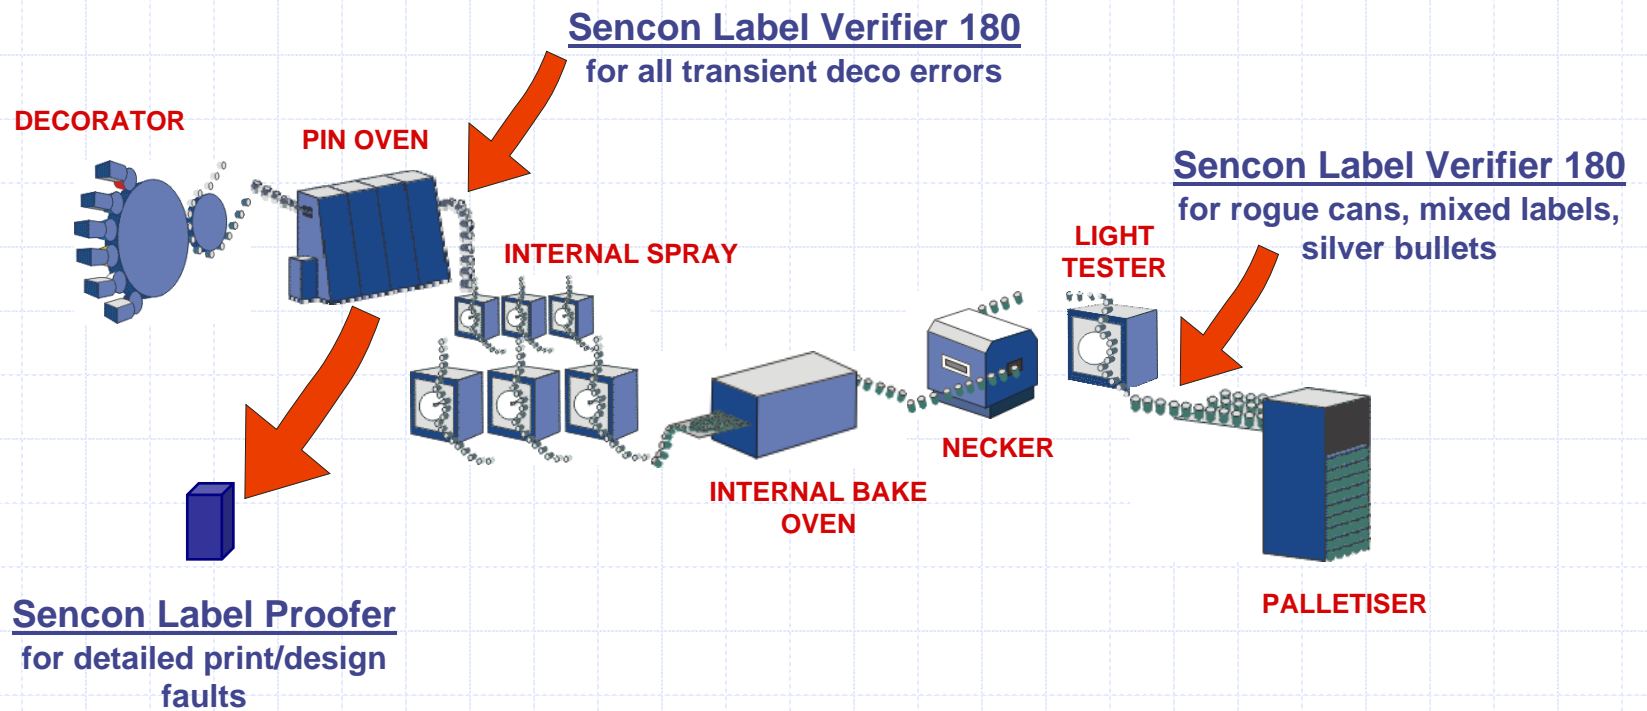 Sencon Label Verifier 180
for all transient deco errors
DECORATOR
PIN OVEN
Sencon Label Verifier 180
for rogue cans, mixed labels,
silver bullets
INTERNAL SPRAY
LIGHT
TESTER
NECKER
INTERNAL BAKE
OVEN
PALLETISER
Sencon Label Proofer
for detailed print/design
faults